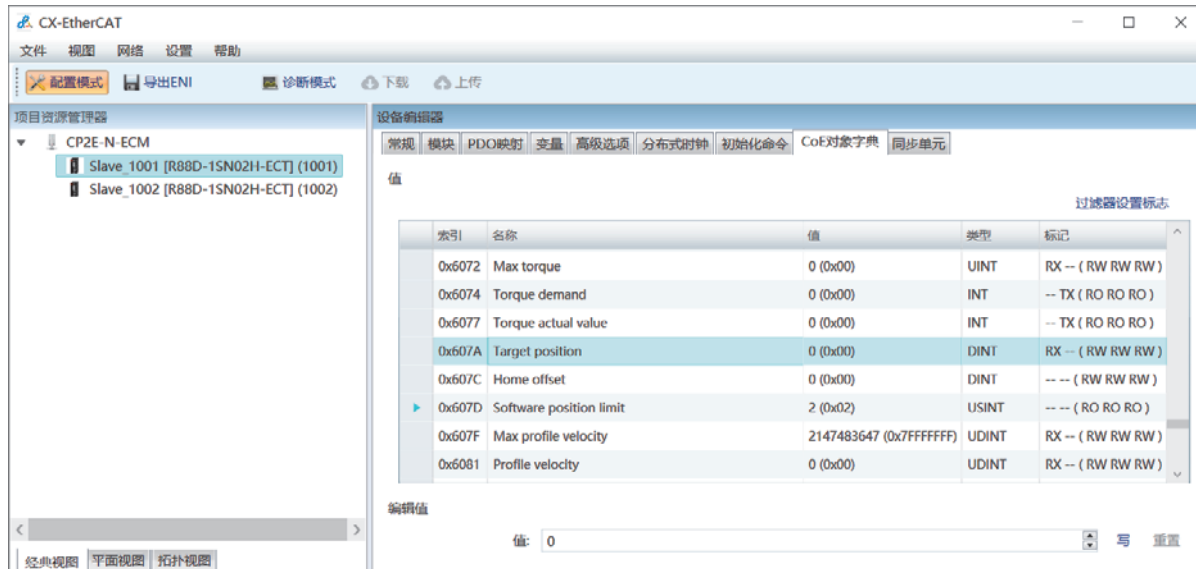 CX-EtherCAT
文件 视图 网络 设置 帮助
配置模式 导出ENI 诊断模式 下载 上传
项目资源管理器
CP2E-N-ECM
Slave_1001 [R88D-1SN02H-ECT] (1001)
Slave_1002 [R88D-1SN02H-ECT] (1002)
经典视图 平面视图 拓扑视图
设备编辑器
常规 模块 PDO映射 变量 高级选项 分布式时钟 初始化命令 CoE对象字典 同步单元
值
过滤器设置标志
索引 名称 值 类型 标记
0x6072 Max torque 0 (0x00) UINT RX -- ( RW RW RW )
0x6074 Torque demand 0 (0x00) INT -- TX ( RO RO RO )
0x6077 Torque actual value 0 (0x00) INT -- TX ( RO RO RO )
0x607A Target position 0 (0x00) DINT RX -- ( RW RW RW )
0x607C Home offset 0 (0x00) DINT -- -- ( RW RW RW )
0x607D Software position limit 2 (0x02) USINT -- -- ( RO RO RO )
0x607F Max profile velocity 2147483647 (0x7FFFFFFF) UDINT RX -- ( RW RW RW )
0x6081 Profile velocity 0 (0x00) UDINT RX -- ( RW RW RW )
编辑值
值: 0 写 重置